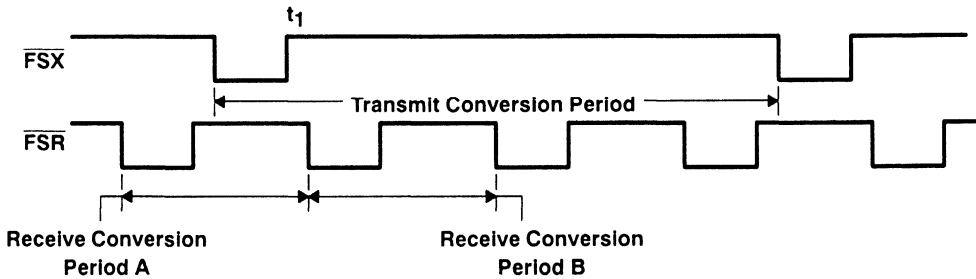 t1
FSX
Transmit Conversion Period
FSR
Receive Conversion
Period A
Receive Conversion
Period B